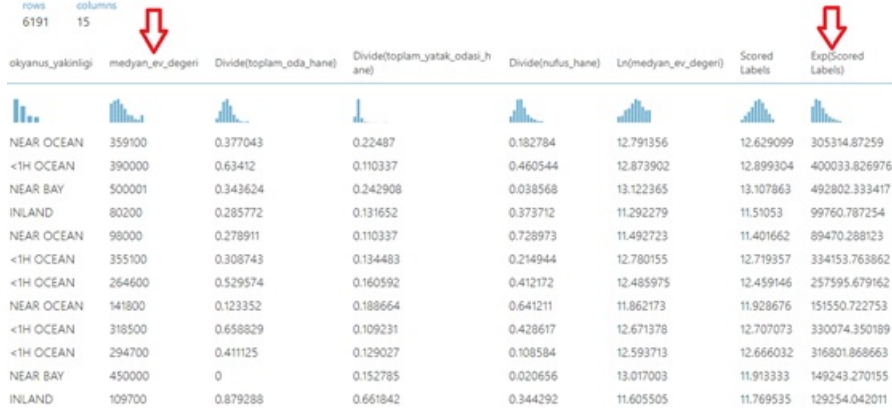 rows columns
6191 15
okyanus_yakinligi medyan_ev_degeri Divide(toplam_oda_hane) Divide(toplam_yatak_odasi_hane) Divide(nufus_hane) Ln(medyan_ev_degeri) Scored Labels Exp(Scored Labels)
NEAR OCEAN 359100 0.377043 0.22487 0.182784 12.791356 12.629099 305314.87259
<1H OCEAN 390000 0.63412 0.110337 0.460544 12.873902 12.899304 400033.826976
NEAR BAY 500001 0.343624 0.242908 0.038568 13.122365 13.107863 492802.333417
INLAND 80200 0.285772 0.131652 0.373712 11.292279 11.51053 99760.787254
NEAR OCEAN 98000 0.278911 0.110337 0.728973 11.492723 11.401662 89470.288123
<1H OCEAN 355100 0.308743 0.134483 0.214944 12.780155 12.719357 334153.763862
<1H OCEAN 264600 0.529574 0.160592 0.412172 12.485975 12.459146 257595.679162
NEAR OCEAN 141800 0.123352 0.188664 0.641211 11.862173 11.928676 151550.722753
<1H OCEAN 318500 0.658829 0.109231 0.428617 12.671378 12.707073 330074.350189
<1H OCEAN 294700 0.411125 0.129027 0.108584 12.593713 12.666032 316801.868663
NEAR BAY 450000 0 0.152785 0.020656 13.017003 11.913333 149243.270155
INLAND 109700 0.879288 0.661842 0.344292 11.605505 11.769535 129254.042011